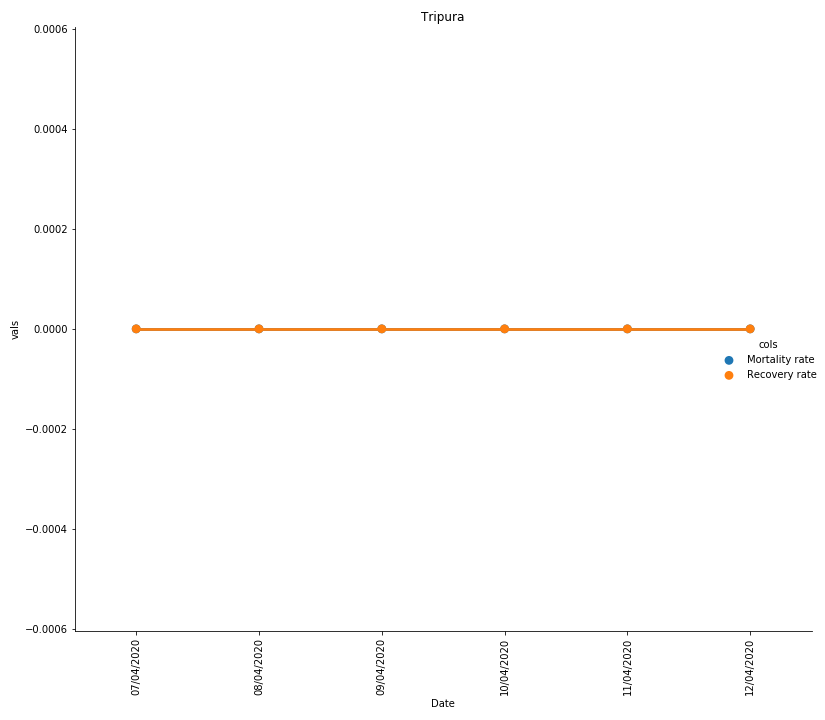 Tripura
0.0006
0.0004
0.0002
0.0000
−0.0002
−0.0004
−0.0006
vals
cols
Mortality rate
Recovery rate
07/04/2020
08/04/2020
09/04/2020
10/04/2020
11/04/2020
12/04/2020
Date